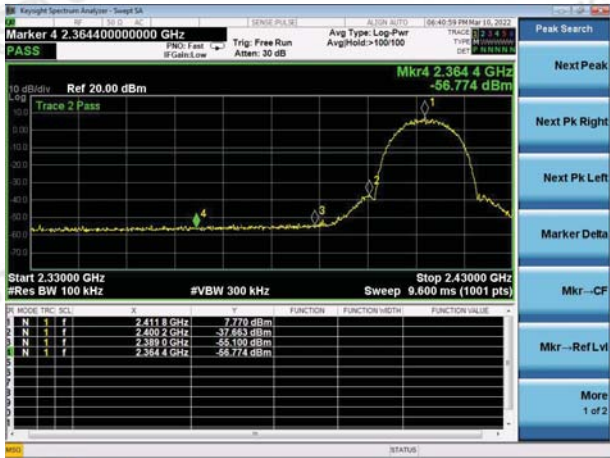 Keysight Spectrum Analyzer - Swept SA
RF 50 Ω AC SENSE:PULSE ALIGN AUTO 06:40:59 PM Mar 10, 2022
Marker 4 2.364400000000 GHz
PNO: Fast
IFGain:Low
Trig: Free Run
Atten: 30 dB
Avg Type: Log-Pwr
Avg|Hold:>100/100
TRACE 1 2 3 4 5 6
TYPE
DET P N N N N N
PASS
Peak Search
Mkr4 2.364 4 GHz
-56.774 dBm
10 dB/div Ref 20.00 dBm
Log
Trace 2 Pass
10.0
0.00
-10.0
-20.0
-30.0
-40.0
-50.0
-60.0
-70.0
1
2
3
4
Start 2.33000 GHz
Stop 2.43000 GHz
#Res BW 100 kHz
#VBW 300 kHz
Sweep 9.600 ms (1001 pts)
MODE TRC SCL X Y FUNCTION FUNCTION WIDTH FUNCTION VALUE
1 N 1 f 2.411 8 GHz 7.770 dBm
2 N 1 f 2.400 2 GHz -37.663 dBm
3 N 1 f 2.389 0 GHz -55.100 dBm
4 N 1 f 2.364 4 GHz -56.774 dBm
5
6
7
8
9
Next Peak
Next Pk Right
Next Pk Left
Marker Delta
Mkr→CF
Mkr→Ref Lvl
More
1 of 2
MSG
STATUS